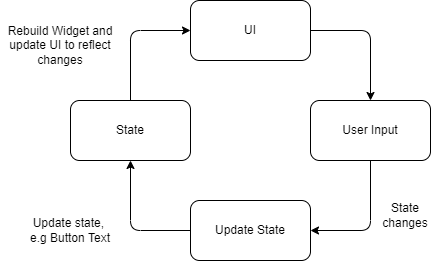 Rebuild Widget and
update UI to reflect
changes
UI
State
User Input
Update state,
e.g Button Text
Update State
State
changes